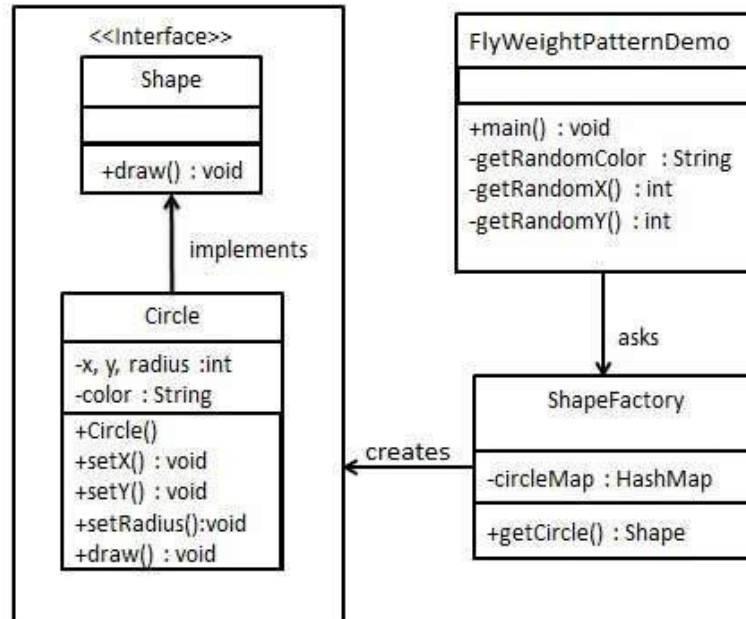 <<Interface>>
Shape
+draw() : void
implements
Circle
-x, y, radius :int
-color : String
+Circle()
+setX() : void
+setY() : void
+setRadius():void
+draw() : void
FlyWeightPatternDemo
+main() : void
-getRandomColor : String
-getRandomX() : int
-getRandomY() : int
asks
ShapeFactory
-circleMap : HashMap
+getCircle() : Shape
creates